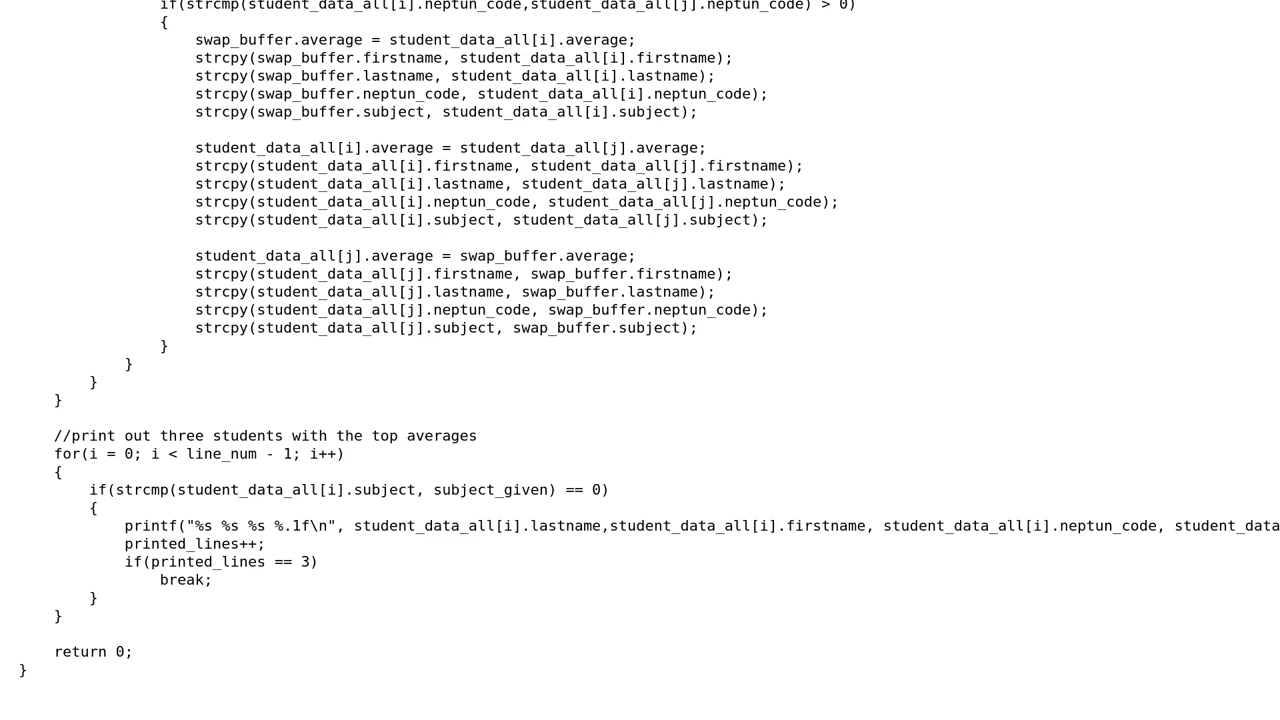 if(strcmp(student_data_all[i].neptun_code,student_data_all[j].neptun_code) > 0)
{
swap_buffer.average = student_data_all[i].average;
strcpy(swap_buffer.firstname, student_data_all[i].firstname);
strcpy(swap_buffer.lastname, student_data_all[i].lastname);
strcpy(swap_buffer.neptun_code, student_data_all[i].neptun_code);
strcpy(swap_buffer.subject, student_data_all[i].subject);

student_data_all[i].average = student_data_all[j].average;
strcpy(student_data_all[i].firstname, student_data_all[j].firstname);
strcpy(student_data_all[i].lastname, student_data_all[j].lastname);
strcpy(student_data_all[i].neptun_code, student_data_all[j].neptun_code);
strcpy(student_data_all[i].subject, student_data_all[j].subject);

student_data_all[j].average = swap_buffer.average;
strcpy(student_data_all[j].firstname, swap_buffer.firstname);
strcpy(student_data_all[j].lastname, swap_buffer.lastname);
strcpy(student_data_all[j].neptun_code, swap_buffer.neptun_code);
strcpy(student_data_all[j].subject, swap_buffer.subject);
}
}
}
}

//print out three students with the top averages
for(i = 0; i < line_num - 1; i++)
{
if(strcmp(student_data_all[i].subject, subject_given) == 0)
{
printf("%s %s %s %.1f\n", student_data_all[i].lastname,student_data_all[i].firstname, student_data_all[i].neptun_code, student_data
printed_lines++;
if(printed_lines == 3)
break;
}
}

return 0;
}